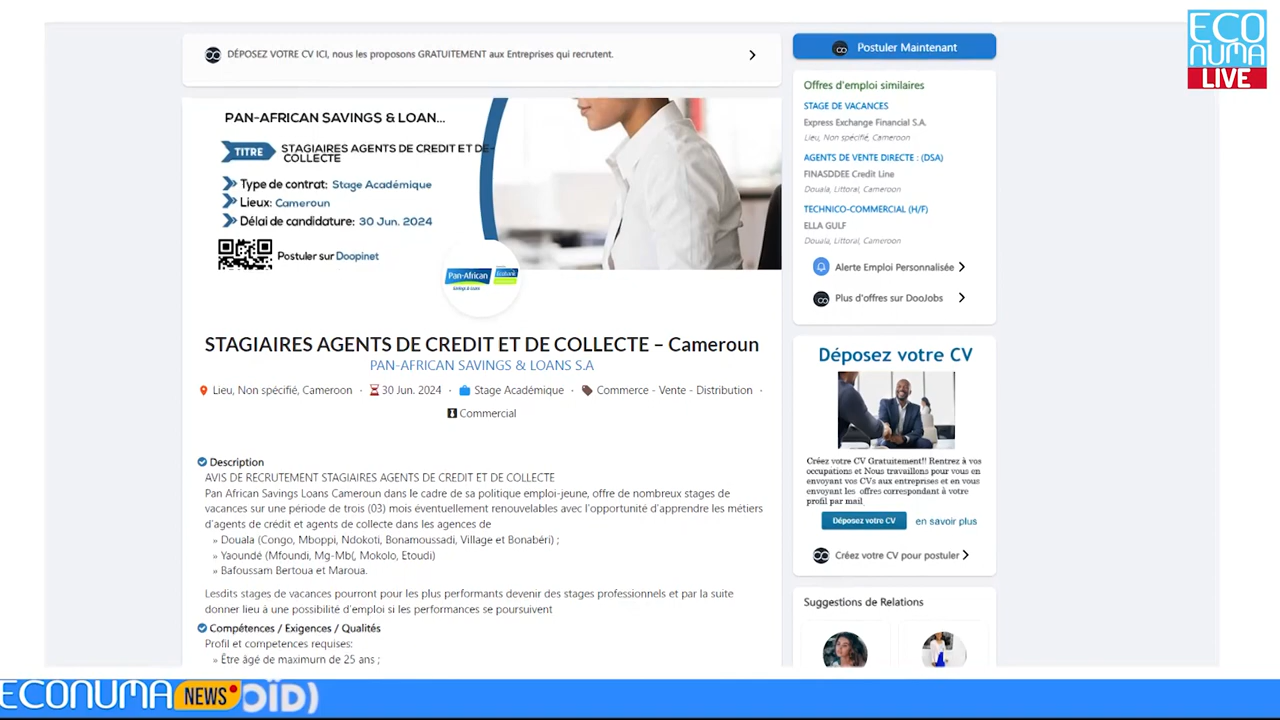 DÉPOSEZ VOTRE CV ICI, nous les proposons GRATUITEMENT aux Entreprises qui recrutent.
PAN-AFRICAN SAVINGS & LOAN...
TITRE
STAGIAIRES AGENTS DE CREDIT ET DE
COLLECTE
Type de contrat: Stage Académique
Lieux: Cameroun
Délai de candidature: 30 Jun. 2024
Postuler sur Doopinet
Pan-African
Ecobank
Savings & Loans
STAGIAIRES AGENTS DE CREDIT ET DE COLLECTE – Cameroun
PAN-AFRICAN SAVINGS & LOANS S.A
Lieu, Non spécifié, Cameroon · 30 Jun. 2024 · Stage Académique · Commerce - Vente - Distribution ·
Commercial
Description
AVIS DE RECRUTEMENT STAGIAIRES AGENTS DE CREDIT ET DE COLLECTE
Pan African Savings Loans Cameroun dans le cadre de sa politique emploi-jeune, offre de nombreux stages de
vacances sur une période de trois (03) mois éventuellement renouvelables avec l'opportunité d'apprendre les métiers
d'agents de crédit et agents de collecte dans les agences de
» Douala (Congo, Mboppi, Ndokoti, Bonamoussadi, Village et Bonabéri) ;
» Yaoundé (Mfoundi, Mg-Mb(, Mokolo, Etoudi)
» Bafoussam Bertoua et Maroua.
Lesdits stages de vacances pourront pour les plus performants devenir des stages professionnels et par la suite
donner lieu à une possibilité d'emploi si les performances se poursuivent
Compétences / Exigences / Qualités
Profil et competences requises:
» Être âgé de maximurn de 25 ans ;
Postuler Maintenant
Offres d'emploi similaires
STAGE DE VACANCES
Express Exchange Financial S.A.
Lieu, Non spécifié, Cameroon
AGENTS DE VENTE DIRECTE : (DSA)
FINASDDEE Credit Line
Douala, Littoral, Cameroon
TECHNICO-COMMERCIAL (H/F)
ELLA GULF
Douala, Littoral, Cameroon
Alerte Emploi Personnalisée
Plus d'offres sur DooJobs
Déposez votre CV
Créez votre CV Gratuitement!! Rentrez à vos
occupations et Nous travaillons pour vous en
envoyant vos CVs aux entreprises et en vous
envoyant les offres correspondant à votre
profil par mail
Déposez votre CV
en savoir plus
Créez votre CV pour postuler
Suggestions de Relations
ECO
NUMA
LIVE
ECONUMA NEWS OÏD)